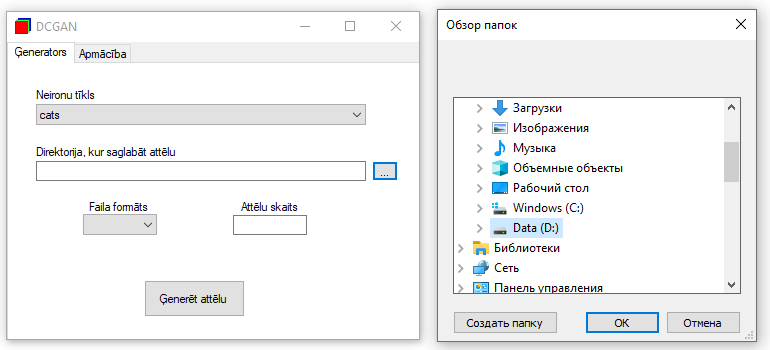 DCGAN
Ģenerators
Apmācība
Neironu tīkls
cats
Direktorija, kur saglabāt attēlu
...
Faila formāts
Attēlu skaits
Ģenerēt attēlu
Обзор папок
Загрузки
Изображения
Музыка
Объемные объекты
Рабочий стол
Windows (C:)
Data (D:)
Библиотеки
Сеть
Панель управления
Создать папку
OK
Отмена